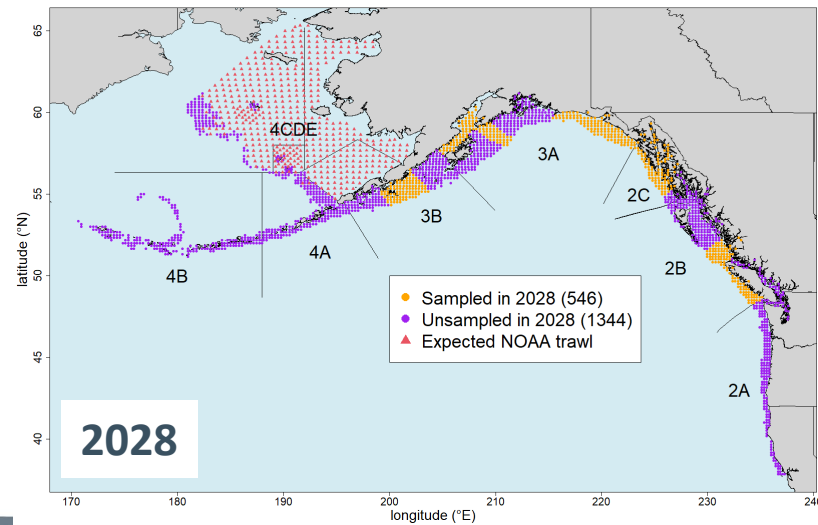 65
60
55
50
45
40
latitude (°N)
4CDE
3A
2C
3B
4A
4B
2B
2A
Sampled in 2028 (546)
Unsampled in 2028 (1344)
Expected NOAA trawl
2028
170
180
190
200
210
220
230
240
longitude (°E)